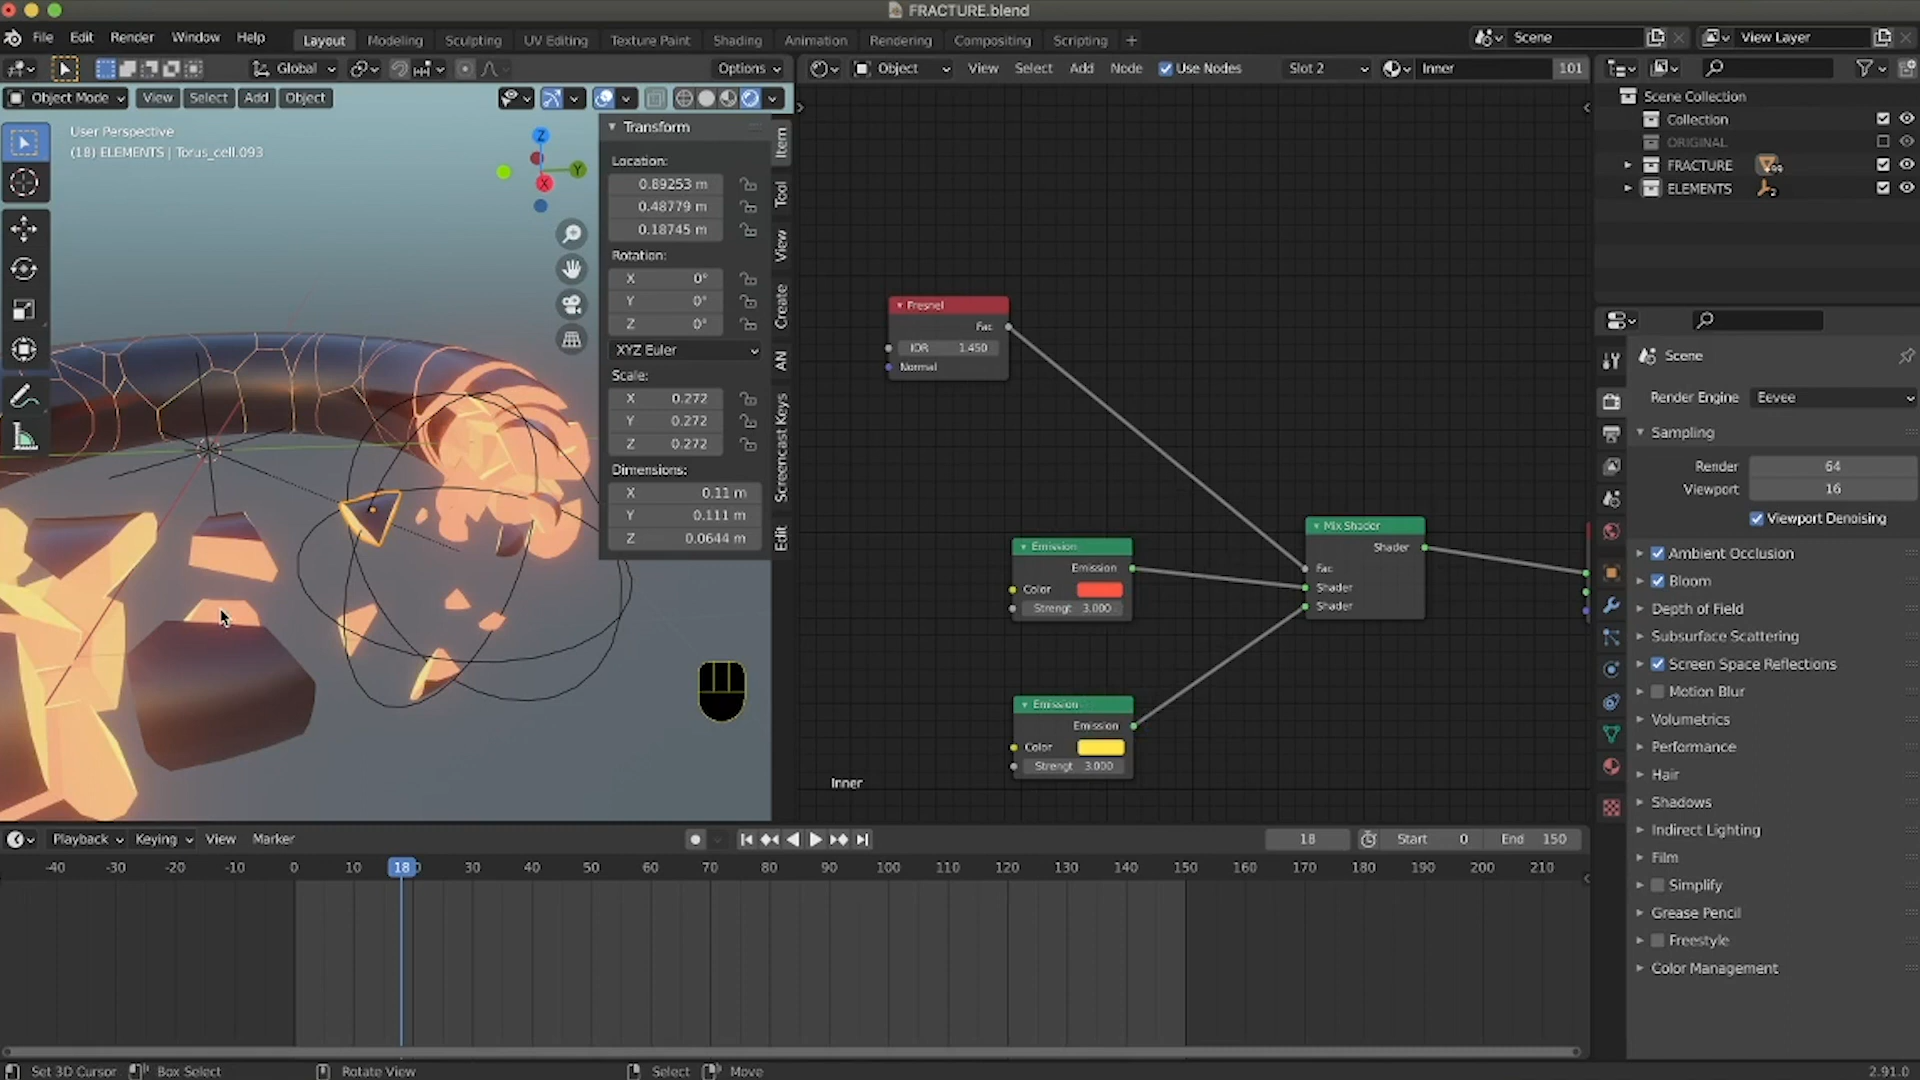 FRACTURE.blend
File Edit Render Window Help Layout Modeling Sculpting UV Editing Texture Paint Shading Animation Rendering Compositing Scripting + Scene View Layer
Global Options Object View Select Add Node Use Nodes Slot 2 Inner 101
Object Mode View Select Add Object
User Perspective
(18) ELEMENTS | Torus_cell.093
Z
Y
X
Transform
Location:
0.89253 m
0.48779 m
0.18745 m
Rotation:
X 0°
Y 0°
Z 0°
XYZ Euler
Scale:
X 0.272
Y 0.272
Z 0.272
Dimensions:
X 0.11 m
Y 0.111 m
Z 0.0644 m
Item
Tool
View
Create
AN
Screencast Keys
Edit
Fresnel
Fac
IOR 1.450
Normal
Emission
Emission
Color
Strengt 3.000
Emission
Emission
Color
Strengt 3.000
Mix Shader
Shader
Fac
Shader
Shader
Inner
Scene Collection
Collection
ORIGINAL
FRACTURE 99
ELEMENTS 2
Scene
Render Engine Eevee
Sampling
Render 64
Viewport 16
Viewport Denoising
Ambient Occlusion
Bloom
Depth of Field
Subsurface Scattering
Screen Space Reflections
Motion Blur
Volumetrics
Performance
Hair
Shadows
Indirect Lighting
Film
Simplify
Grease Pencil
Freestyle
Color Management
Playback Keying View Marker 18 Start 0 End 150
-40 -30 -20 -10 0 10 18 30 40 50 60 70 80 90 100 110 120 130 140 150 160 170 180 190 200 210
Set 3D Cursor Box Select Rotate View Select Move 2.91.0